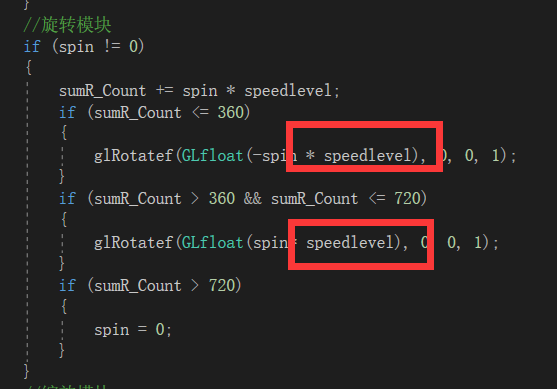 }
//旋转模块
if (spin != 0)
{
sumR_Count += spin * speedlevel;
if (sumR_Count <= 360)
{
glRotatef(GLfloat(-spin * speedlevel), 0, 0, 1);
}
if (sumR_Count > 360 && sumR_Count <= 720)
{
glRotatef(GLfloat(spin* speedlevel), 0, 0, 1);
}
if (sumR_Count > 720)
{
spin = 0;
}
}